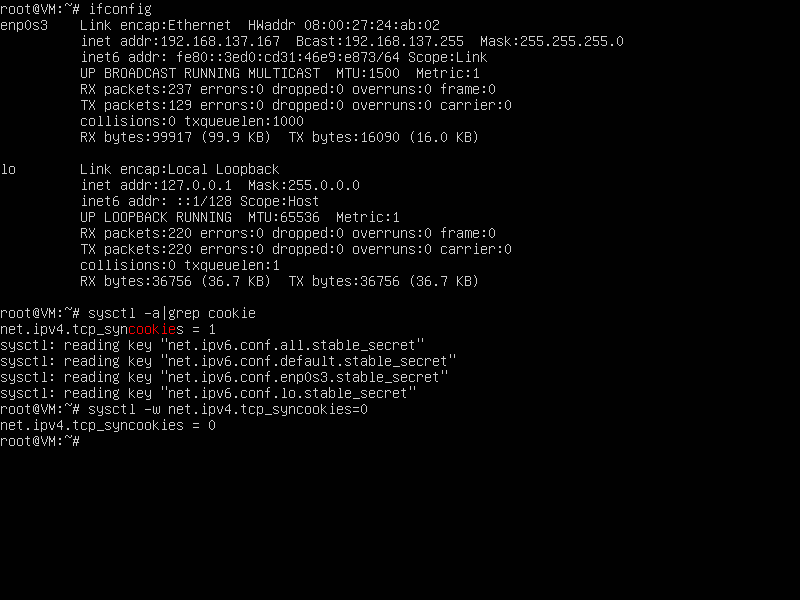 root@VM:~# ifconfig
enp0s3    Link encap:Ethernet  HWaddr 08:00:27:24:ab:02
          inet addr:192.168.137.167  Bcast:192.168.137.255  Mask:255.255.255.0
          inet6 addr: fe80::3ed0:cd31:46e9:e873/64 Scope:Link
          UP BROADCAST RUNNING MULTICAST  MTU:1500  Metric:1
          RX packets:237 errors:0 dropped:0 overruns:0 frame:0
          TX packets:129 errors:0 dropped:0 overruns:0 carrier:0
          collisions:0 txqueuelen:1000
          RX bytes:99917 (99.9 KB)  TX bytes:16090 (16.0 KB)

lo        Link encap:Local Loopback
          inet addr:127.0.0.1  Mask:255.0.0.0
          inet6 addr: ::1/128 Scope:Host
          UP LOOPBACK RUNNING  MTU:65536  Metric:1
          RX packets:220 errors:0 dropped:0 overruns:0 frame:0
          TX packets:220 errors:0 dropped:0 overruns:0 carrier:0
          collisions:0 txqueuelen:1
          RX bytes:36756 (36.7 KB)  TX bytes:36756 (36.7 KB)

root@VM:~# sysctl -a|grep cookie
net.ipv4.tcp_syncookies = 1
sysctl: reading key "net.ipv6.conf.all.stable_secret"
sysctl: reading key "net.ipv6.conf.default.stable_secret"
sysctl: reading key "net.ipv6.conf.enp0s3.stable_secret"
sysctl: reading key "net.ipv6.conf.lo.stable_secret"
root@VM:~# sysctl -w net.ipv4.tcp_syncookies=0
net.ipv4.tcp_syncookies = 0
root@VM:~#